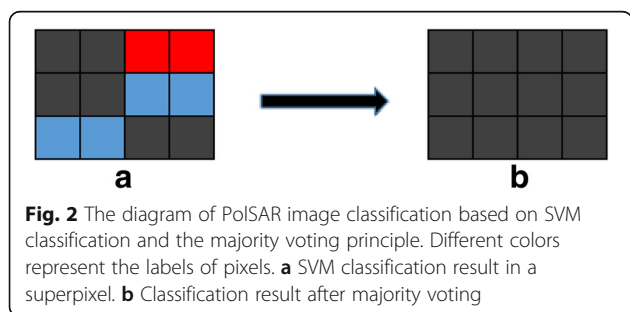 a b
Fig. 2 The diagram of PolSAR image classification based on SVM
classification and the majority voting principle. Different colors
represent the labels of pixels. a SVM classification result in a
superpixel. b Classification result after majority voting